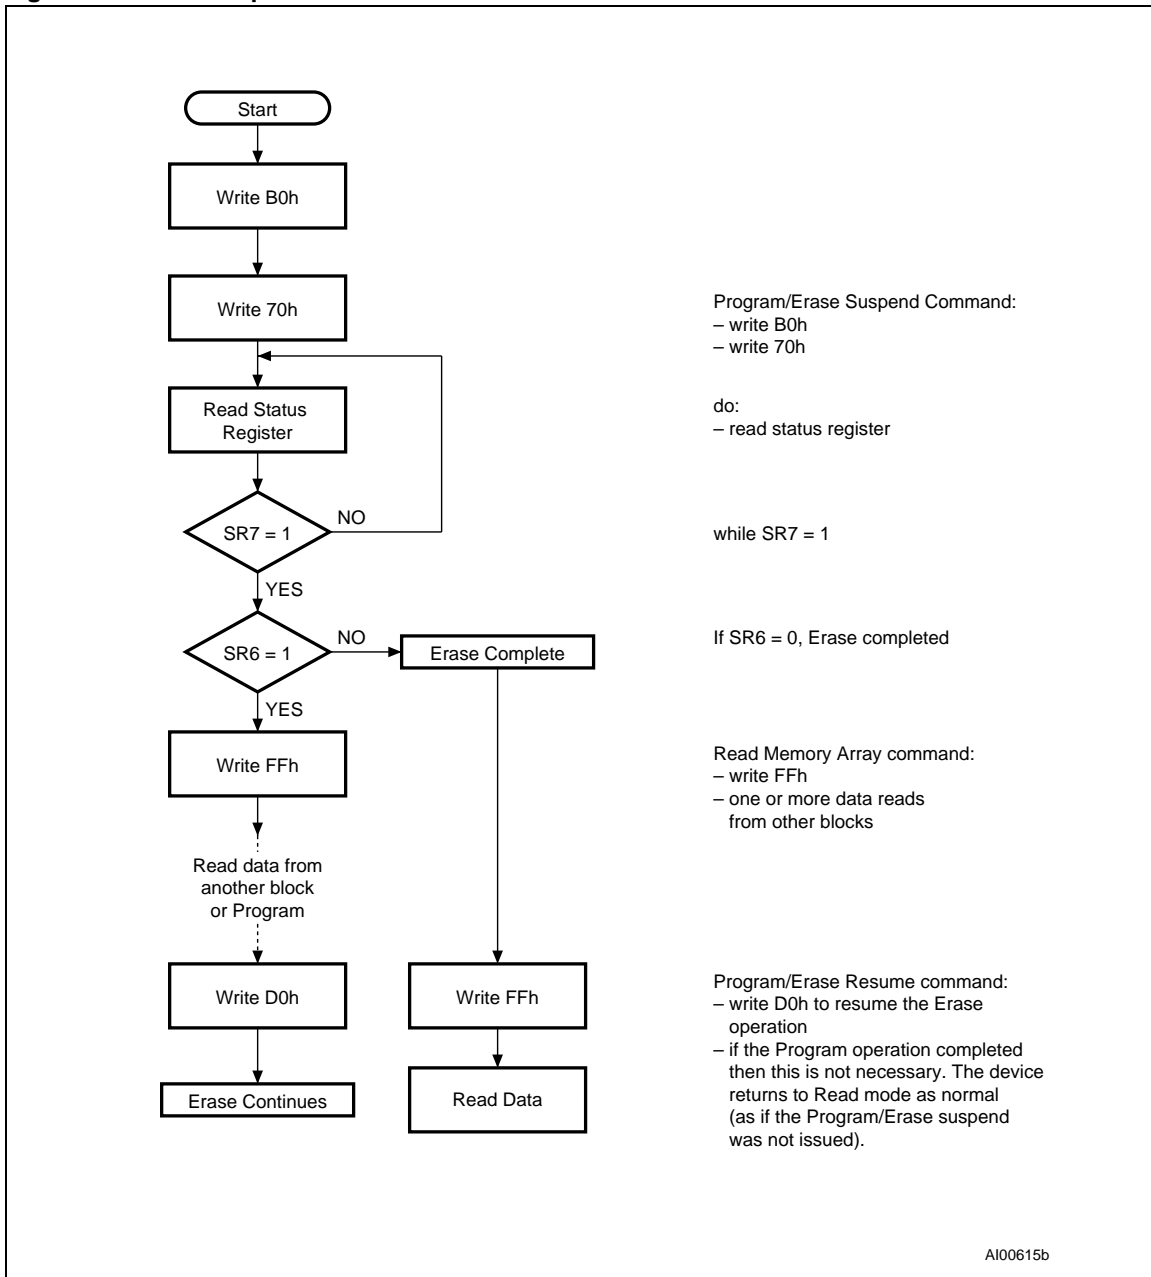 Start
Write B0h
Write 70h
Read Status
Register
SR7 = 1
NO
YES
SR6 = 1
NO
Erase Complete
YES
Write FFh
Read data from
another block
or Program
Write D0h
Erase Continues
Write FFh
Read Data
Program/Erase Suspend Command:
– write B0h
– write 70h
do:
– read status register
while SR7 = 1
If SR6 = 0, Erase completed
Read Memory Array command:
– write FFh
– one or more data reads
from other blocks
Program/Erase Resume command:
– write D0h to resume the Erase
operation
– if the Program operation completed
then this is not necessary. The device
returns to Read mode as normal
(as if the Program/Erase suspend
was not issued).
AI00615b